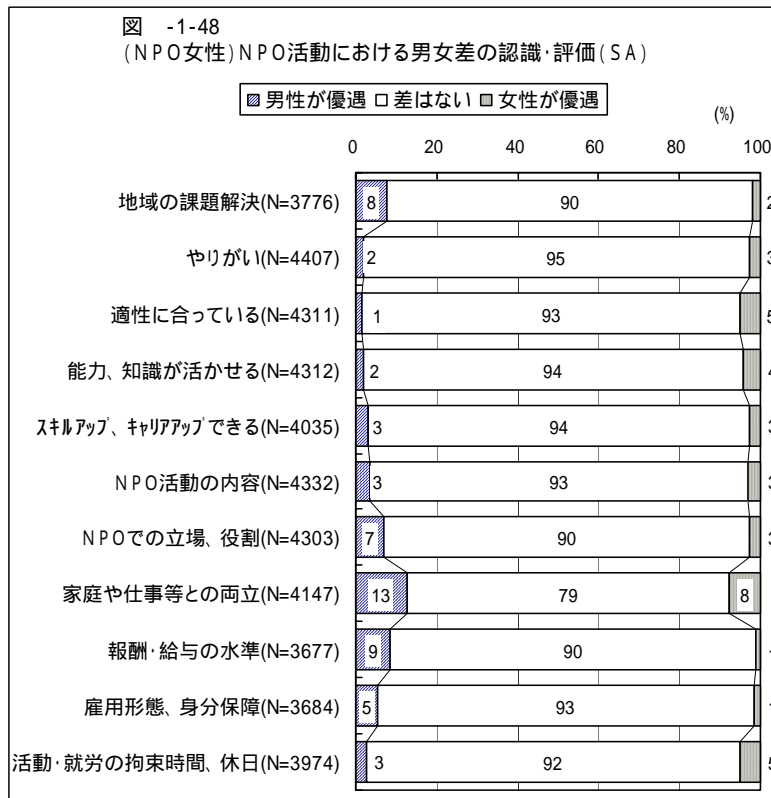 図 -1-48
(NPO女性)NPO活動における男女差の認識・評価(SA)
男性が優遇 差はない 女性が優遇
(%)
0 20 40 60 80 100
地域の課題解決(N=3776) 8 90 2
やりがい(N=4407) 2 95 3
適性に合っている(N=4311) 1 93 5
能力、知識が活かせる(N=4312) 2 94 4
スキルアップ、キャリアアップできる(N=4035) 3 94 3
NPO活動の内容(N=4332) 3 93 3
NPOでの立場、役割(N=4303) 7 90 3
家庭や仕事等との両立(N=4147) 13 79 8
報酬・給与の水準(N=3677) 9 90 1
雇用形態、身分保障(N=3684) 5 93 1
活動・就労の拘束時間、休日(N=3974) 3 92 5